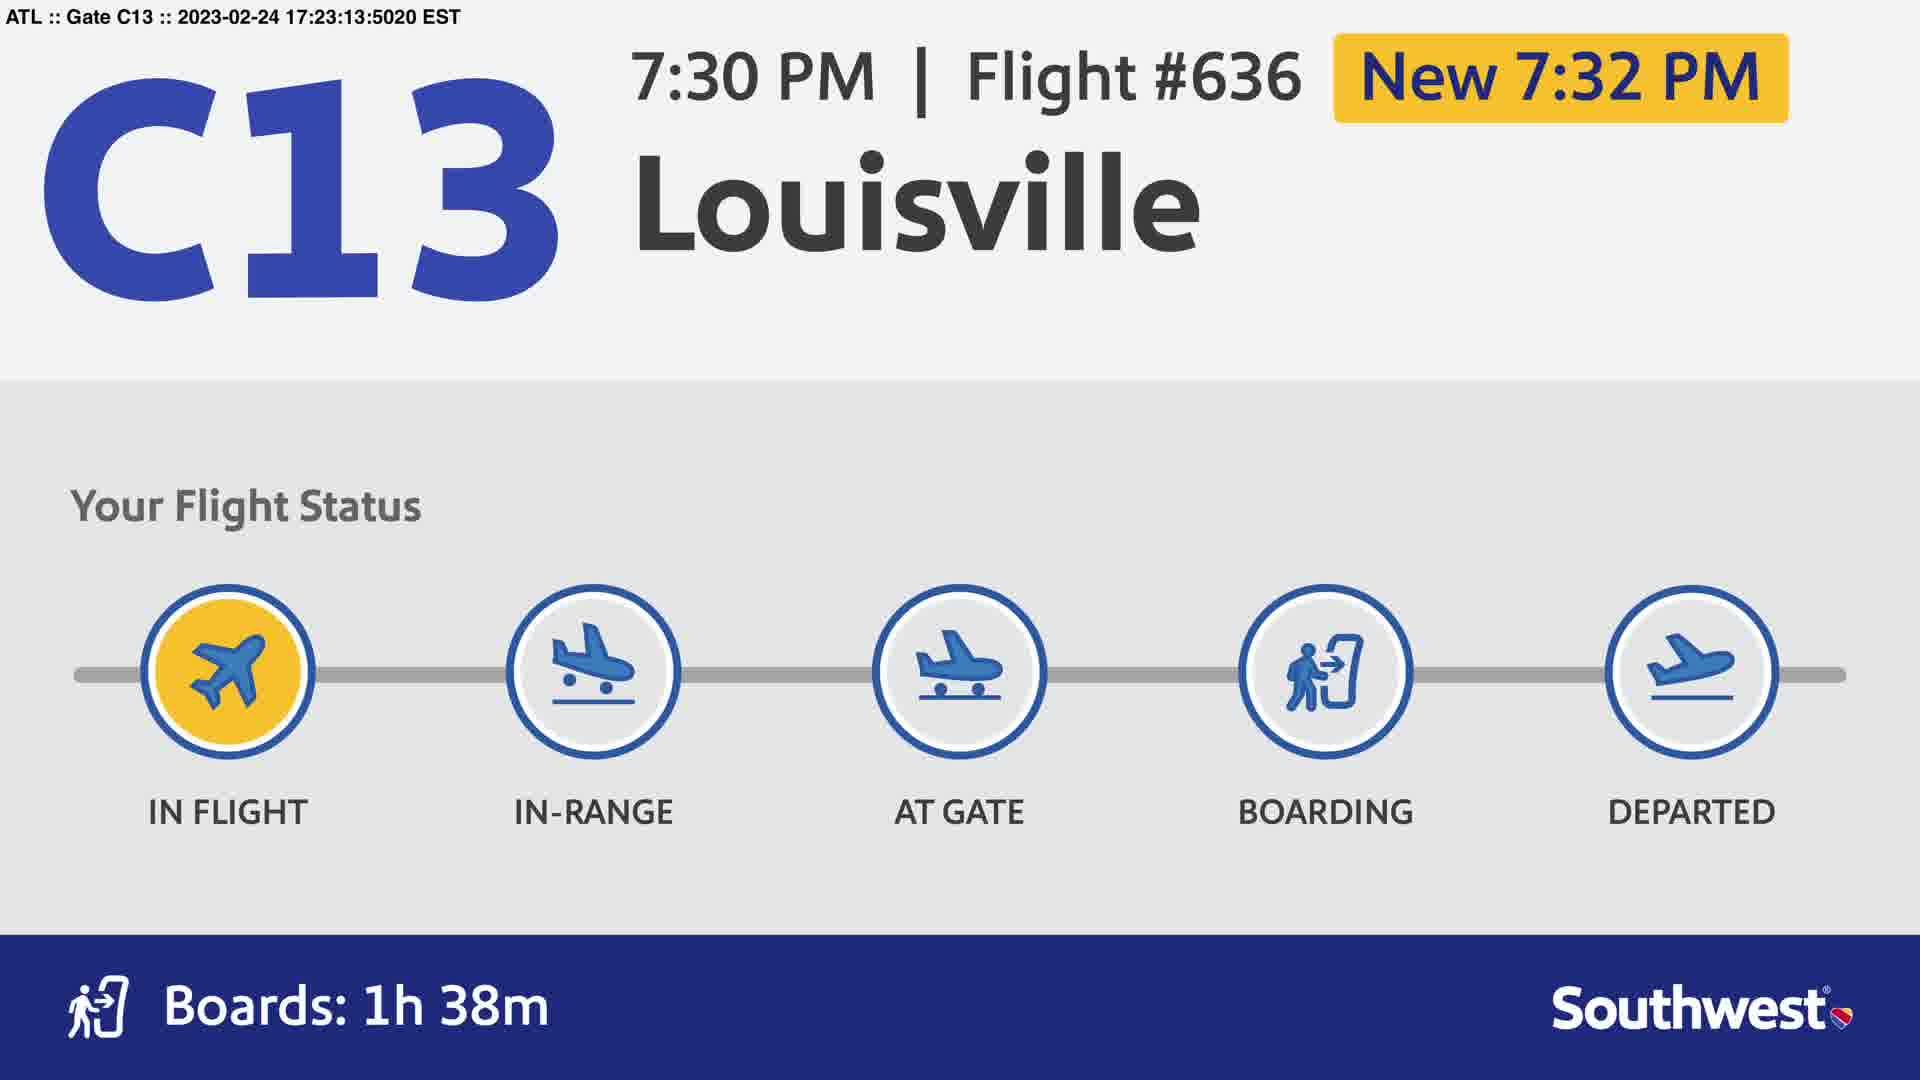 ATL :: Gate C13 :: 2023-02-24 17:23:13:5020 EST
C13
7:30 PM | Flight #636 New 7:32 PM
Louisville
Your Flight Status
IN FLIGHT IN-RANGE AT GATE BOARDING DEPARTED
Boards: 1h 38m
Southwest®